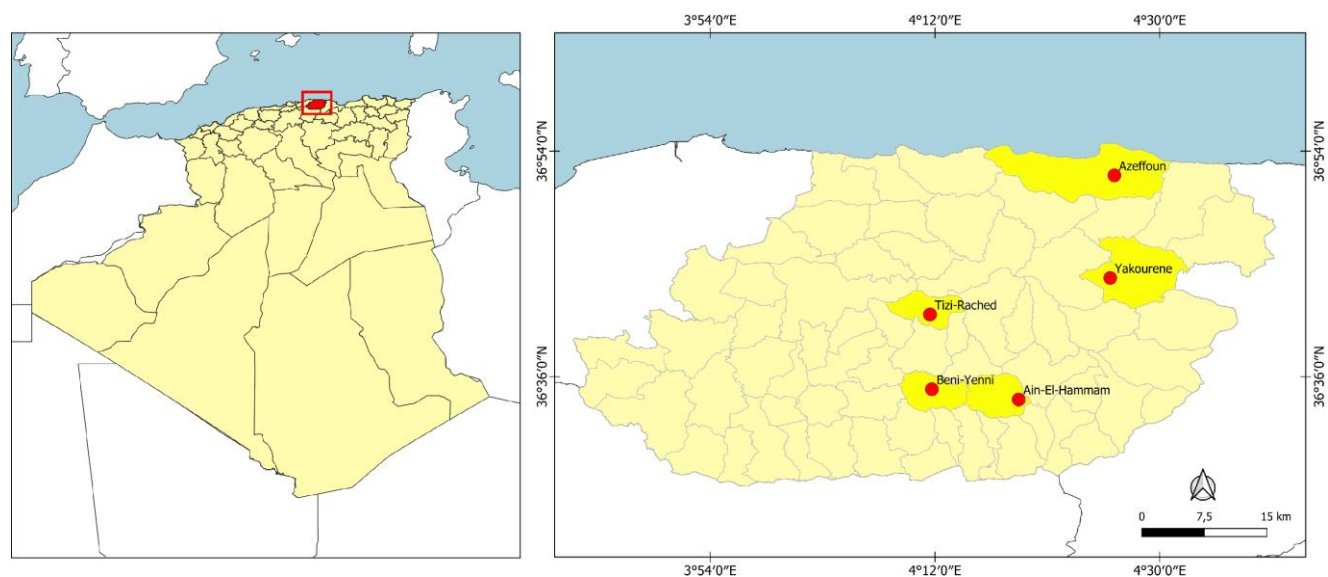 3°54′0″E
4°12′0″E
4°30′0″E
36°54′0″N
36°54′0″N
Azeffoun
Yakourene
Tizi-Rached
36°36′0″N
36°36′0″N
Beni-Yenni
Ain-El-Hammam
0
7,5
15 km
3°54′0″E
4°12′0″E
4°30′0″E